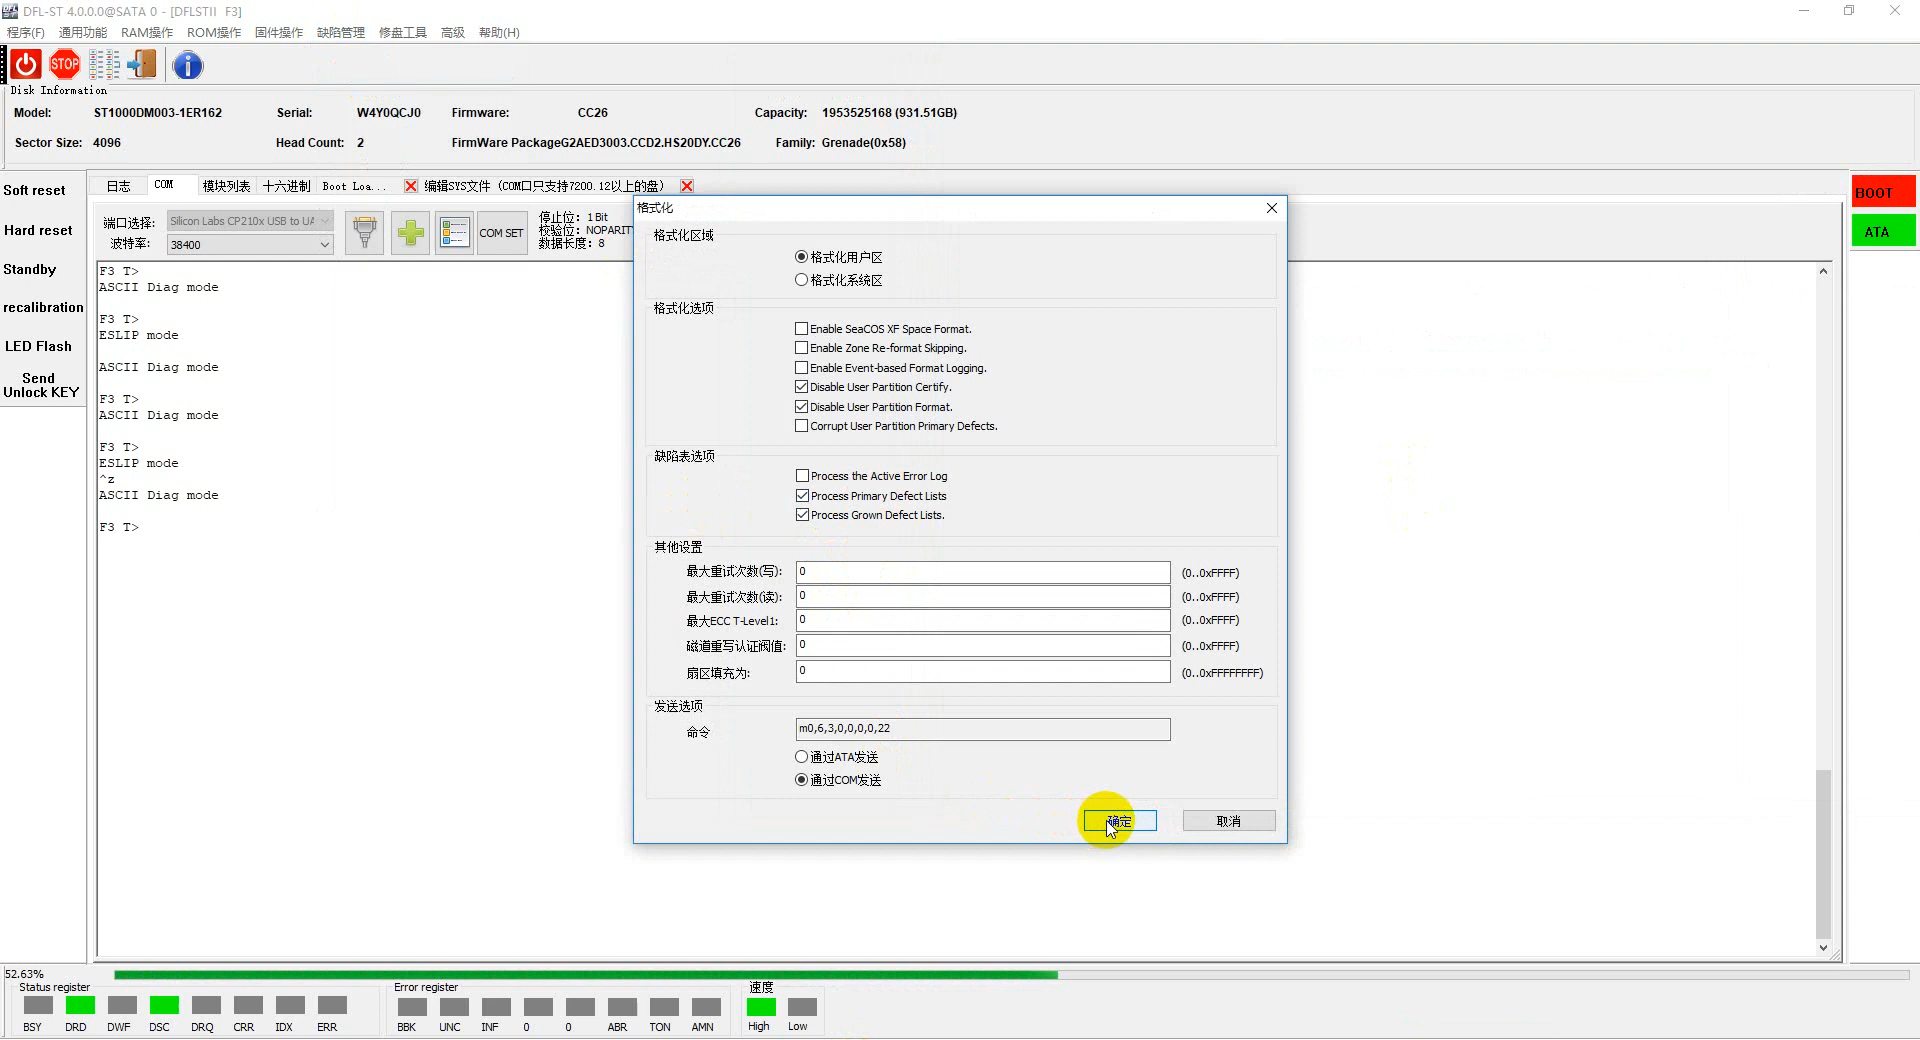 DFL-ST 4.0.0.0@SATA 0 - [DFLSTII F3]
程序(F) 通用功能 RAM操作 ROM操作 固件操作 缺陷管理 修盘工具 高级 帮助(H)
STOP
Disk Information
Model: ST1000DM003-1ER162 Serial: W4Y0QCJ0 Firmware: CC26 Capacity: 1953525168 (931.51GB)
Sector Size: 4096 Head Count: 2 FirmWare PackageG2AED3003.CCD2.HS20DY.CC26 Family: Grenade(0x58)
Soft reset
Hard reset
Standby
recalibration
LED Flash
Send
Unlock KEY
日志 COM 模块列表 十六进制 Boot Loa... 编辑SYS文件（COM口只支持7200.12以上的盘）
端口选择: Silicon Labs CP210x USB to UA
波特率: 38400
COM SET
停止位: 1 Bit
校验位: NOPARITY
数据长度: 8
F3 T>
ASCII Diag mode
F3 T>
ESLIP mode
ASCII Diag mode
F3 T>
ASCII Diag mode
F3 T>
ESLIP mode
^z
ASCII Diag mode
F3 T>
格式化
格式化区域
格式化用户区
格式化系统区
格式化选项
Enable SeaCOS XF Space Format.
Enable Zone Re-format Skipping.
Enable Event-based Format Logging.
Disable User Partition Certify.
Disable User Partition Format.
Corrupt User Partition Primary Defects.
缺陷表选项
Process the Active Error Log
Process Primary Defect Lists
Process Grown Defect Lists.
其他设置
最大重试次数(写): 0 (0..0xFFFF)
最大重试次数(读): 0 (0..0xFFFF)
最大ECC T-Level1: 0 (0..0xFFFF)
磁道重写认证阀值: 0 (0..0xFFFF)
扇区填充为: 0 (0..0xFFFFFFFF)
发送选项
命令 m0,6,3,0,0,0,0,22
通过ATA发送
通过COM发送
确定 取消
BOOT
ATA
52.63%
Status register
BSY DRD DWF DSC DRQ CRR IDX ERR
Error register
BBK UNC INF 0 0 ABR TON AMN
速度
High Low